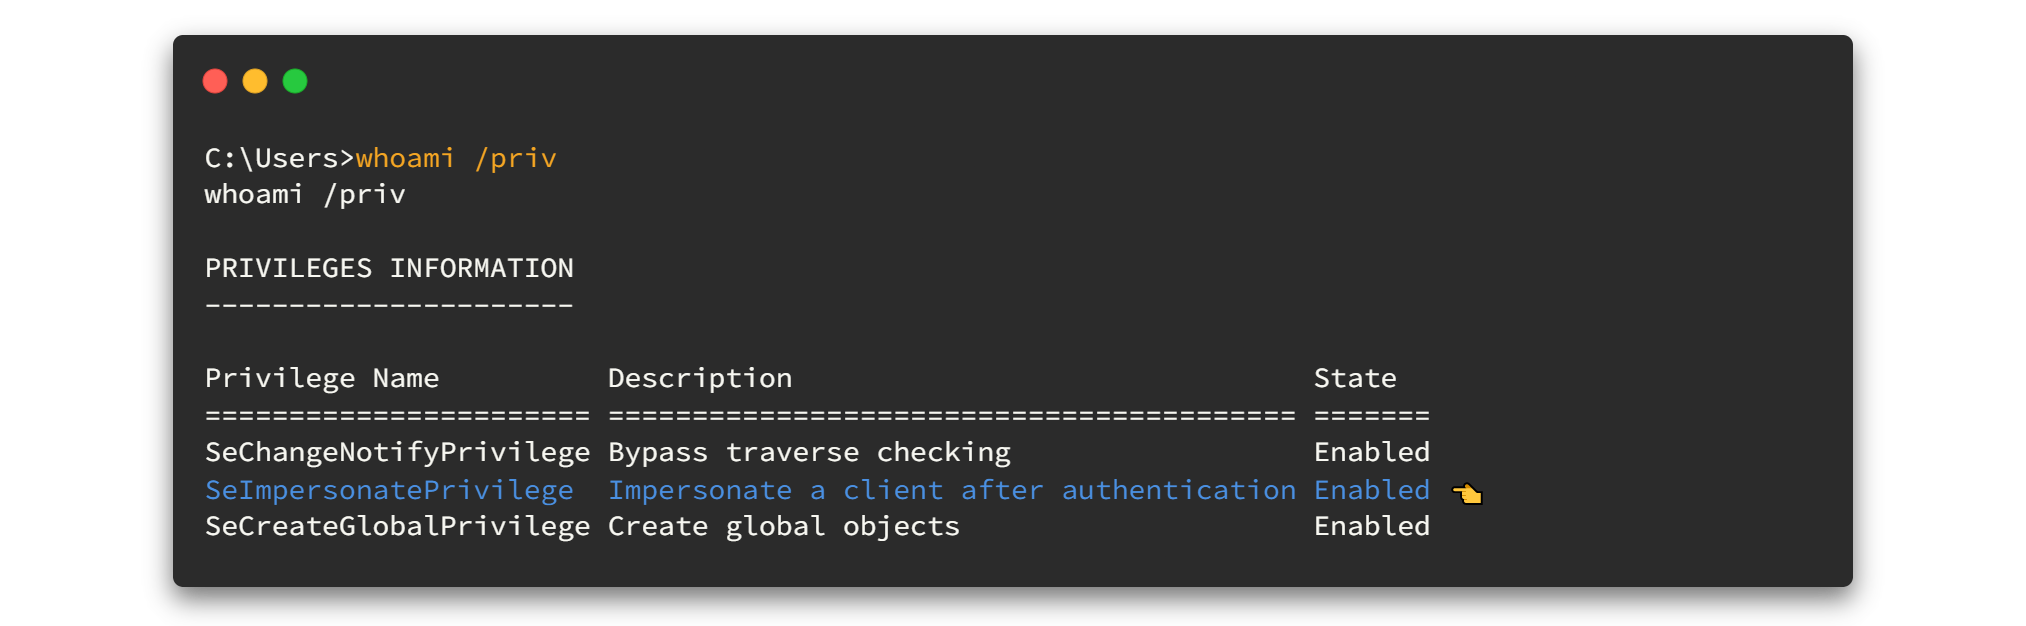 C:\Users>whoami /priv
whoami /priv
PRIVILEGES INFORMATION
----------------------
Privilege Name          Description                               State
======================= ========================================= =======
SeChangeNotifyPrivilege Bypass traverse checking                  Enabled
SeImpersonatePrivilege  Impersonate a client after authentication Enabled
SeCreateGlobalPrivilege Create global objects                     Enabled